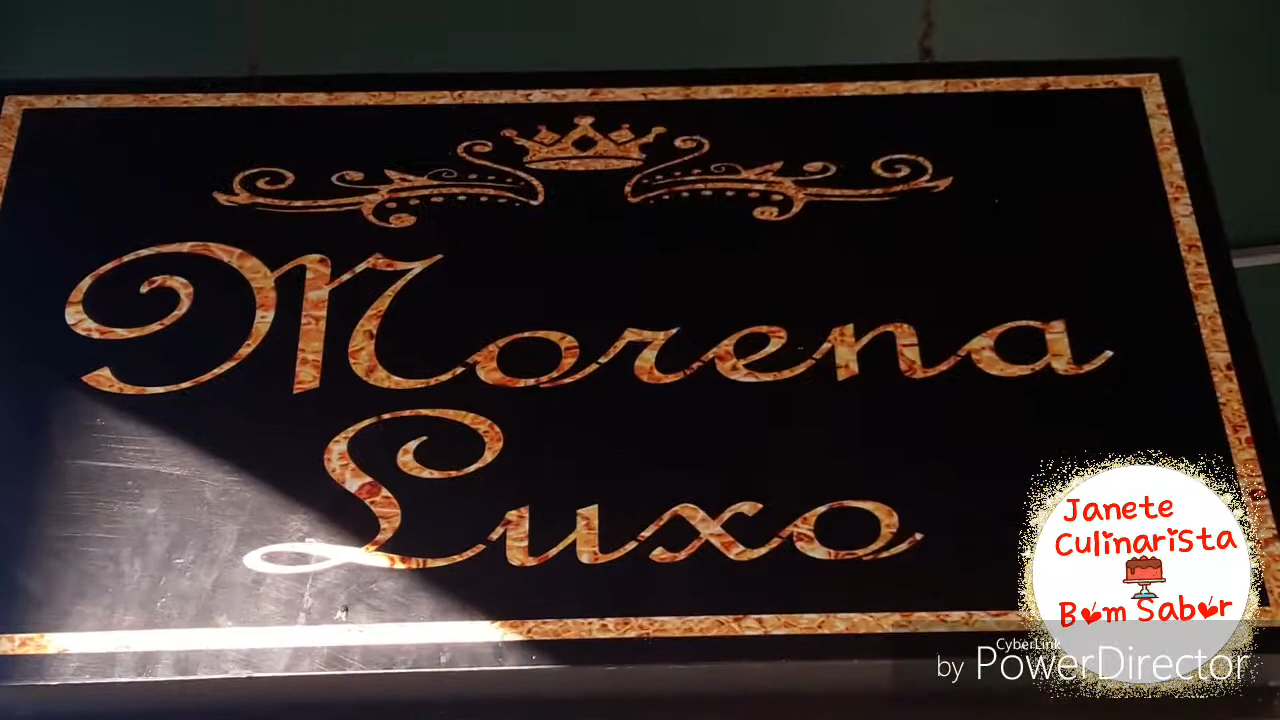 Morena
Luxo
Janete
Culinarista
Bom Sabor
CyberLink
by PowerDirector